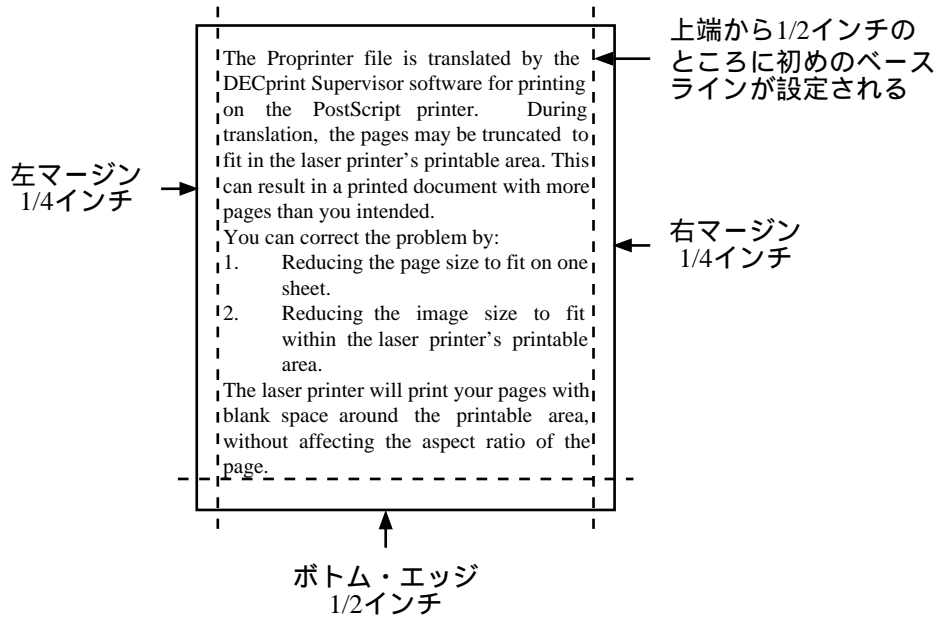 上端から1/2インチの
ところに初めのベース
ラインが設定される
The Proprinter file is translated by the
DECprint Supervisor software for printing
on the PostScript printer. During
translation, the pages may be truncated to
fit in the laser printer's printable area. This
can result in a printed document with more
pages than you intended.
You can correct the problem by:
1. Reducing the page size to fit on one
sheet.
2. Reducing the image size to fit
within the laser printer's printable
area.
The laser printer will print your pages with
blank space around the printable area,
without affecting the aspect ratio of the
page.
左マージン
1/4インチ
右マージン
1/4インチ
ボトム・エッジ
1/2インチ